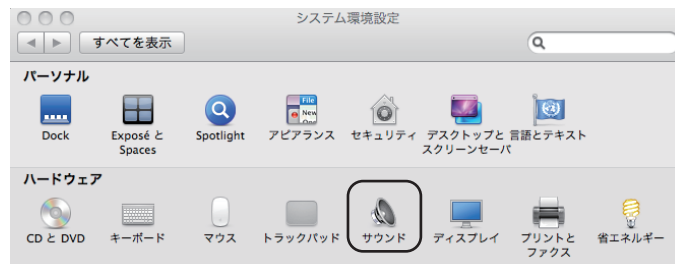 システム環境設定
すべてを表示
パーソナル
Dock
Exposé と
Spaces
Spotlight
File
New
アピアランス
セキュリティ
デスクトップと
スクリーンセーバ
言語とテキスト
ハードウェア
CD と DVD
キーボード
マウス
トラックパッド
サウンド
ディスプレイ
プリントと
ファクス
省エネルギー